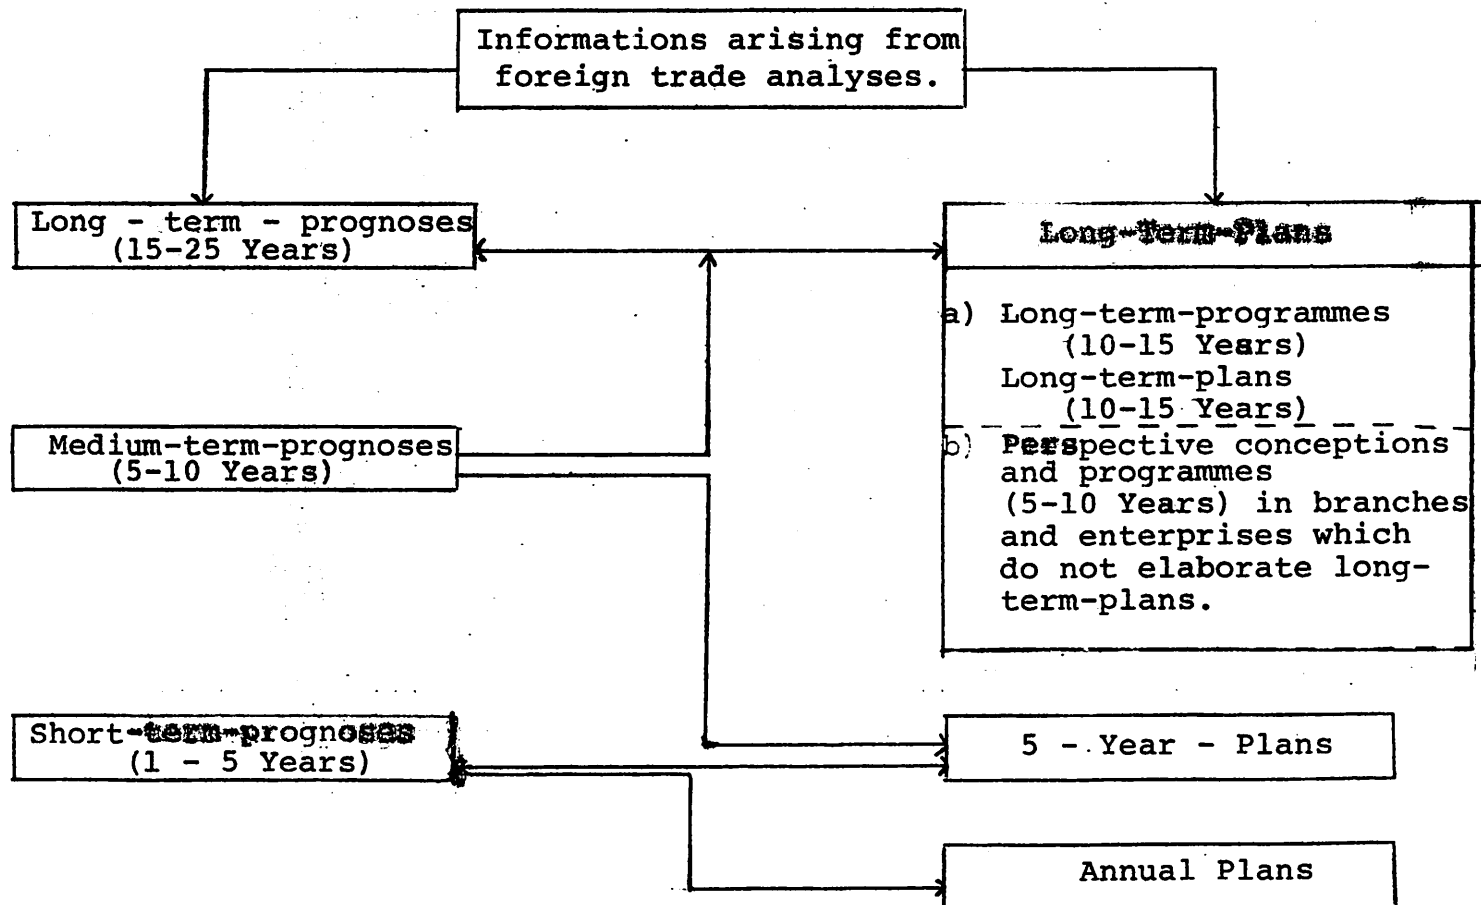 Informations arising from
foreign trade analyses.
Long - term - prognoses
(15-25 Years)
Long-Term-Plans
a) Long-term-programmes
(10-15 Years)
Long-term-plans
(10-15 Years)
b) Perspective conceptions
and programmes
(5-10 Years) in branches
and enterprises which
do not elaborate long-
term-plans.
Medium-term-prognoses
(5-10 Years)
Short-term-prognoses
(1 - 5 Years)
5 - Year - Plans
Annual Plans